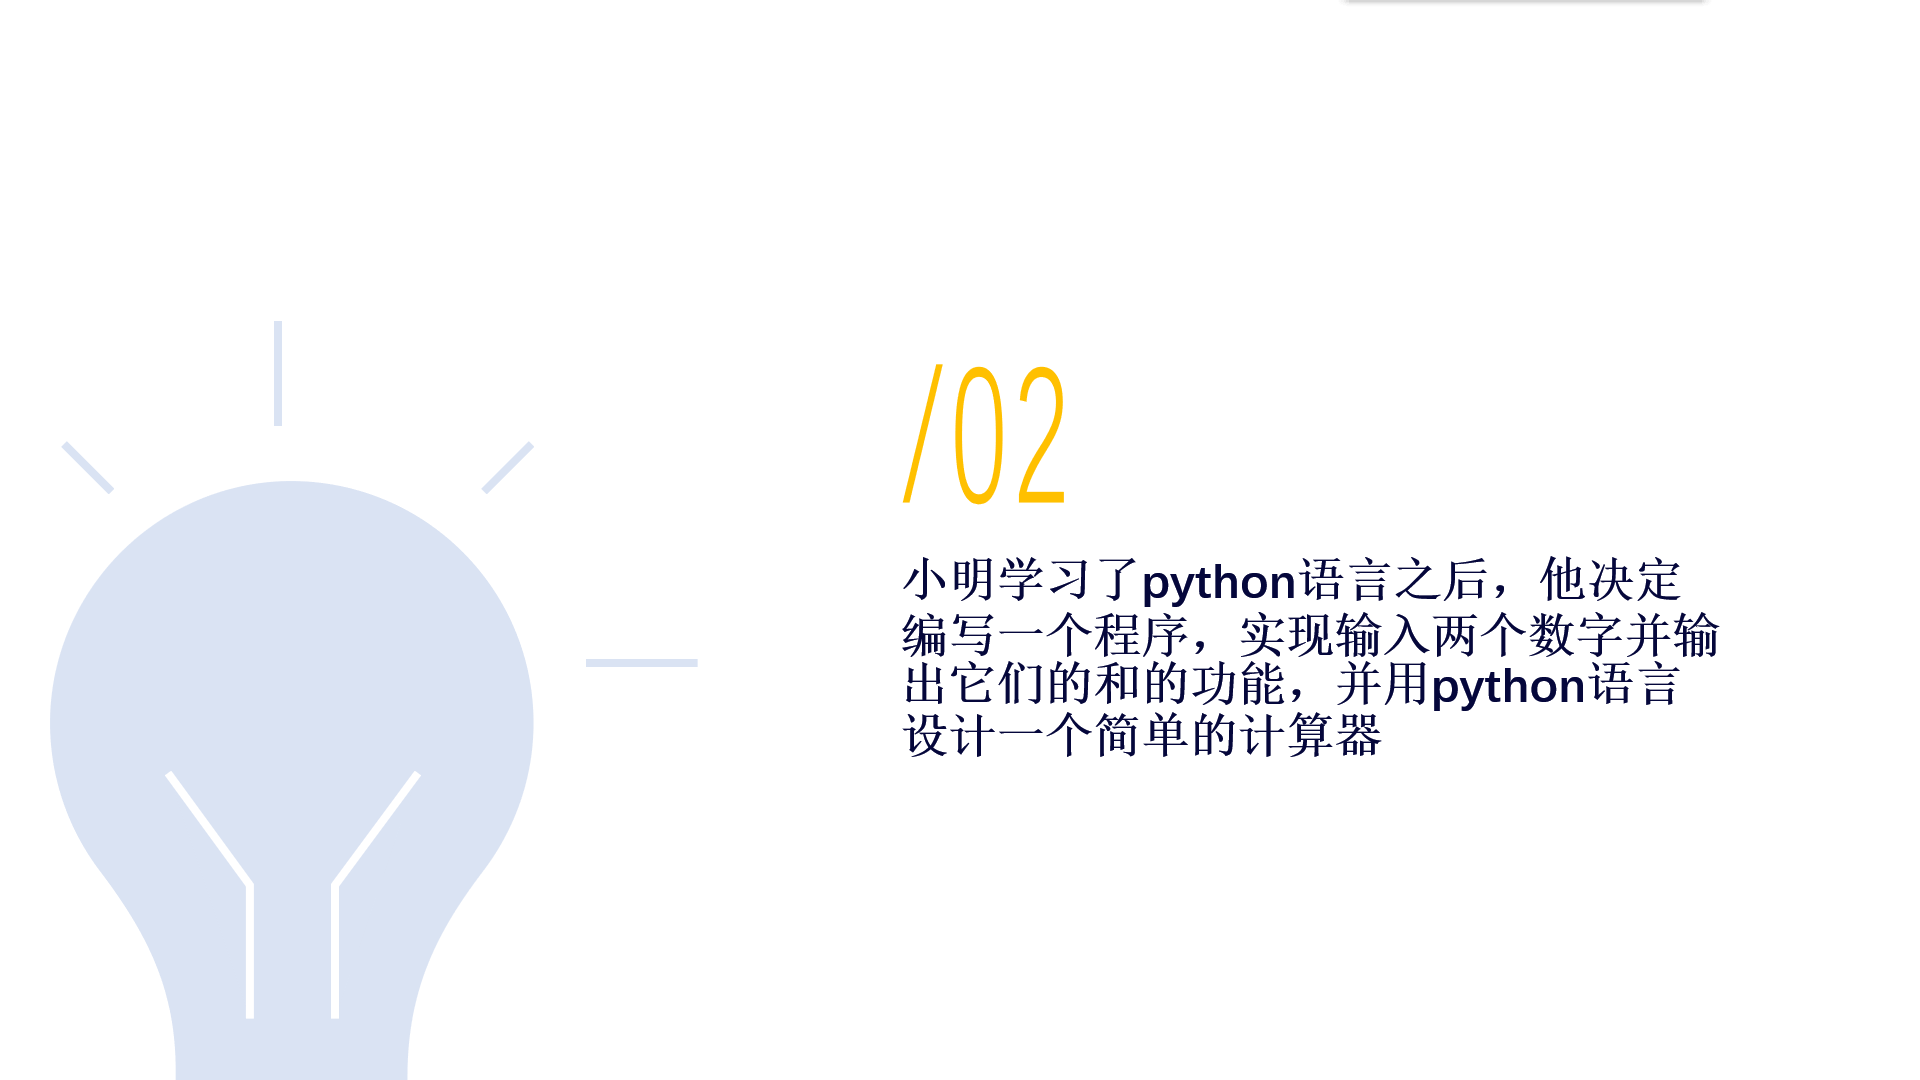 /02
小明学习了python语言之后，他决定
编写一个程序，实现输入两个数字并输
出它们的和的功能，并用python语言
设计一个简单的计算器